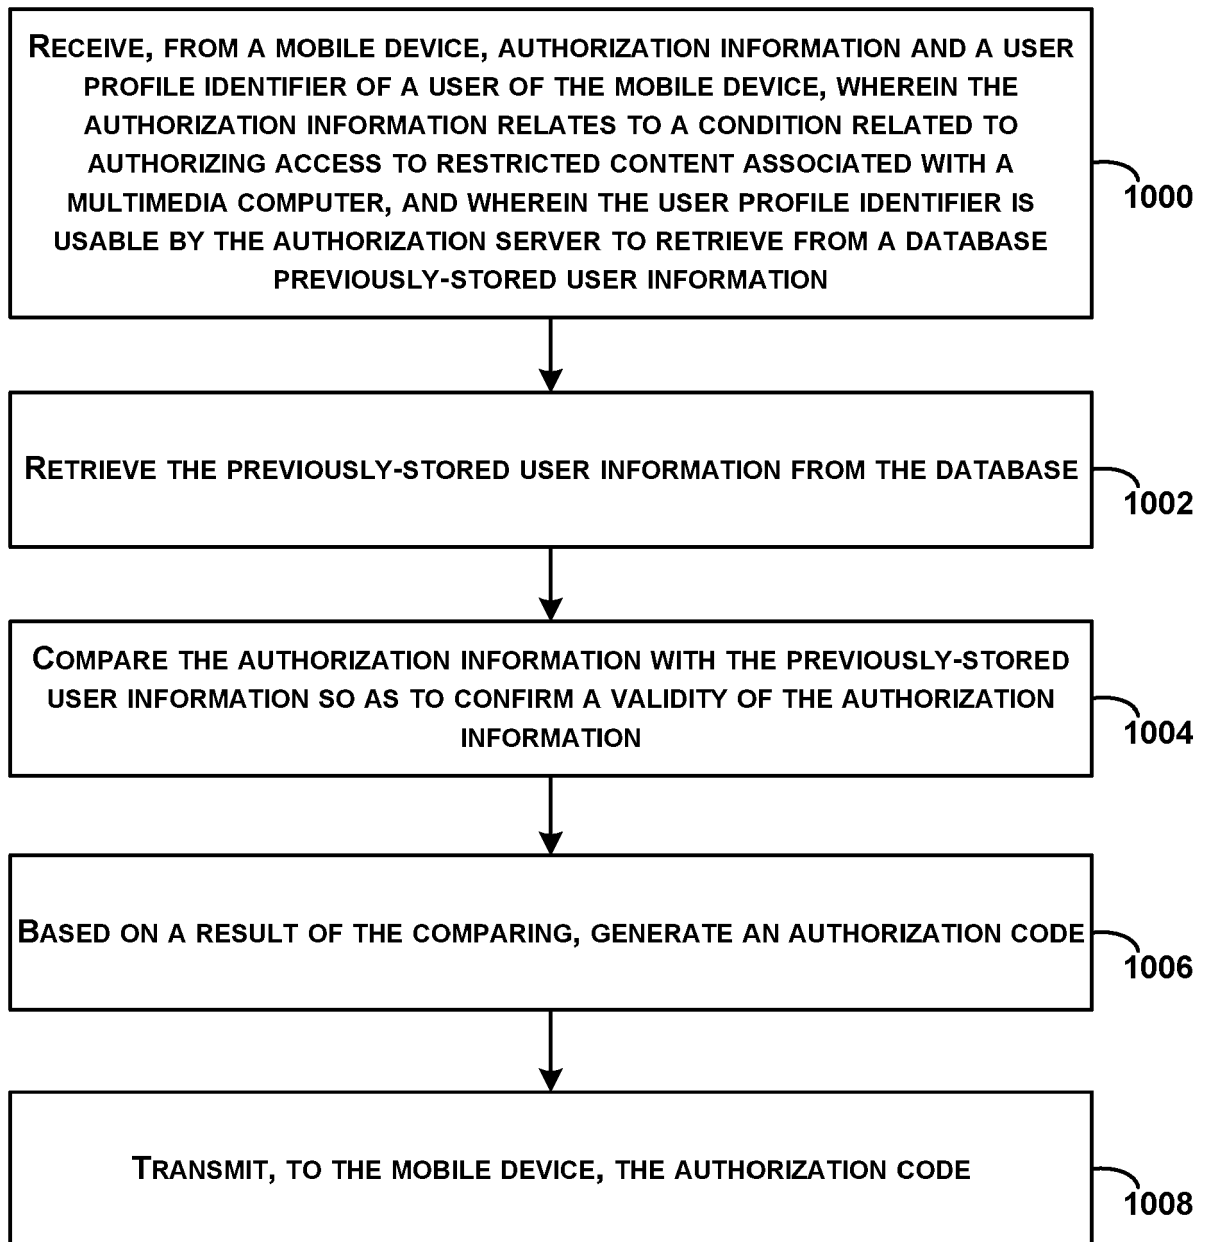 RECEIVE, FROM A MOBILE DEVICE, AUTHORIZATION INFORMATION AND A USER
PROFILE IDENTIFIER OF A USER OF THE MOBILE DEVICE, WHEREIN THE
AUTHORIZATION INFORMATION RELATES TO A CONDITION RELATED TO
AUTHORIZING ACCESS TO RESTRICTED CONTENT ASSOCIATED WITH A
MULTIMEDIA COMPUTER, AND WHEREIN THE USER PROFILE IDENTIFIER IS
USABLE BY THE AUTHORIZATION SERVER TO RETRIEVE FROM A DATABASE
PREVIOUSLY-STORED USER INFORMATION
1000
RETRIEVE THE PREVIOUSLY-STORED USER INFORMATION FROM THE DATABASE
1002
COMPARE THE AUTHORIZATION INFORMATION WITH THE PREVIOUSLY-STORED
USER INFORMATION SO AS TO CONFIRM A VALIDITY OF THE AUTHORIZATION
INFORMATION
1004
BASED ON A RESULT OF THE COMPARING, GENERATE AN AUTHORIZATION CODE
1006
TRANSMIT, TO THE MOBILE DEVICE, THE AUTHORIZATION CODE
1008